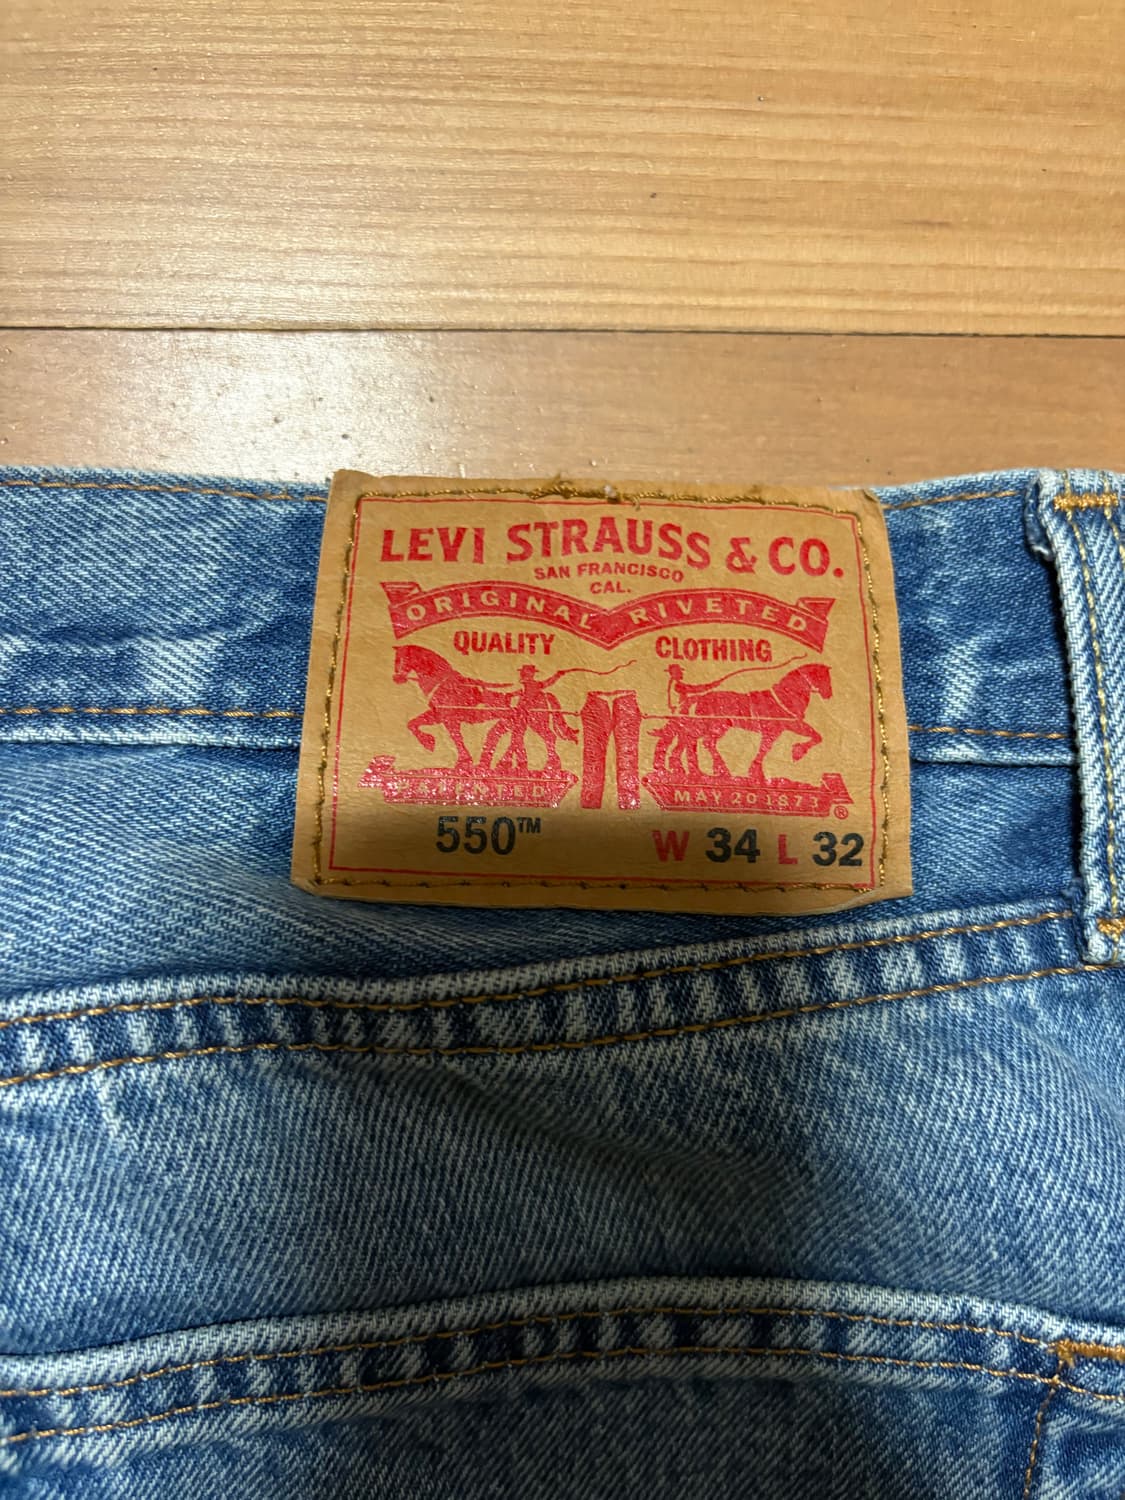 LEVI STRAUSS & CO.
SAN FRANCISCO
CAL.
ORIGINAL RIVETED
QUALITY CLOTHING
PATENTED MAY 20 1873 ®
550™ W 34 L 32